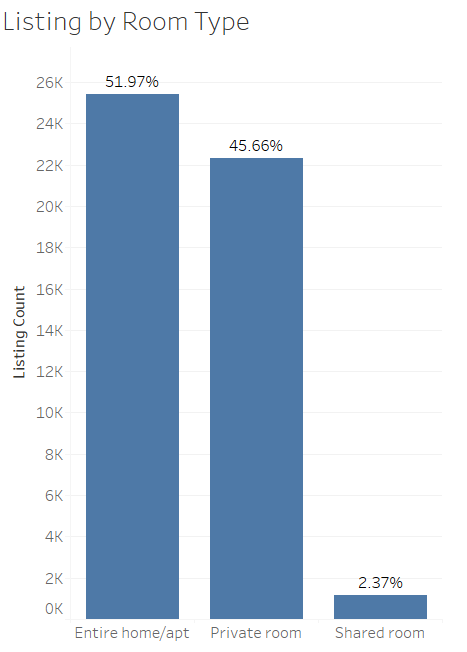 Listing by Room Type
26K
24K
22K
20K
18K
16K
14K
12K
10K
8K
6K
4K
2K
0K
Listing Count
51.97%
45.66%
2.37%
Entire home/apt
Private room
Shared room